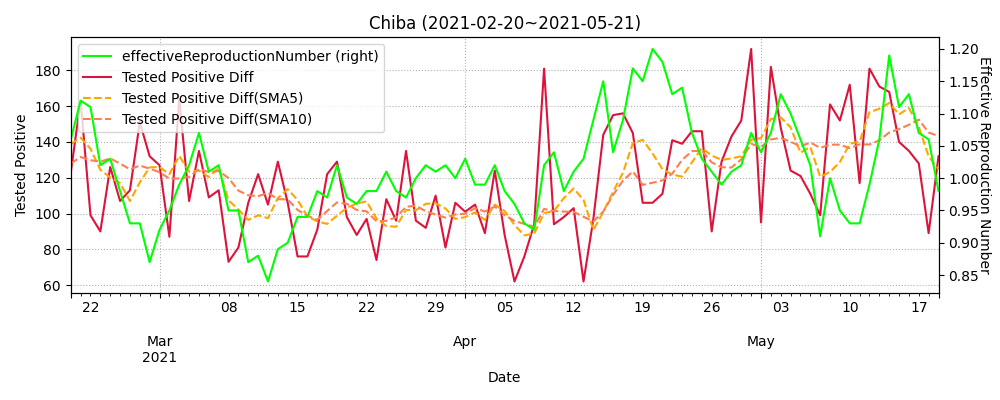 Chiba (2021-02-20~2021-05-21)
effectiveReproductionNumber (right)
Tested Positive Diff
Tested Positive Diff(SMA5)
Tested Positive Diff(SMA10)
Tested Positive
180
160
140
120
100
80
60
1.20
1.15
1.10
1.05
1.00
0.95
0.90
0.85
Effective Reproduction Number
22 08 15 22 29 05 12 19 26 03 10 17
Mar Apr May
2021
Date